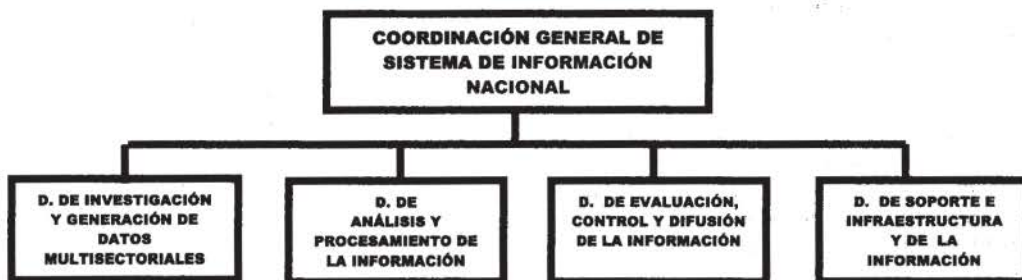 COORDINACIÓN GENERAL DE
SISTEMA DE INFORMACIÓN
NACIONAL
D. DE INVESTIGACIÓN
Y GENERACIÓN DE
DATOS
MULTISECTORIALES
D. DE
ANÁLISIS Y
PROCESAMIENTO DE
LA INFORMACIÓN
D. DE EVALUACIÓN,
CONTROL Y DIFUSIÓN
DE LA INFORMACIÓN
D. DE SOPORTE E
INFRAESTRUCTURA
Y DE LA
INFORMACIÓN